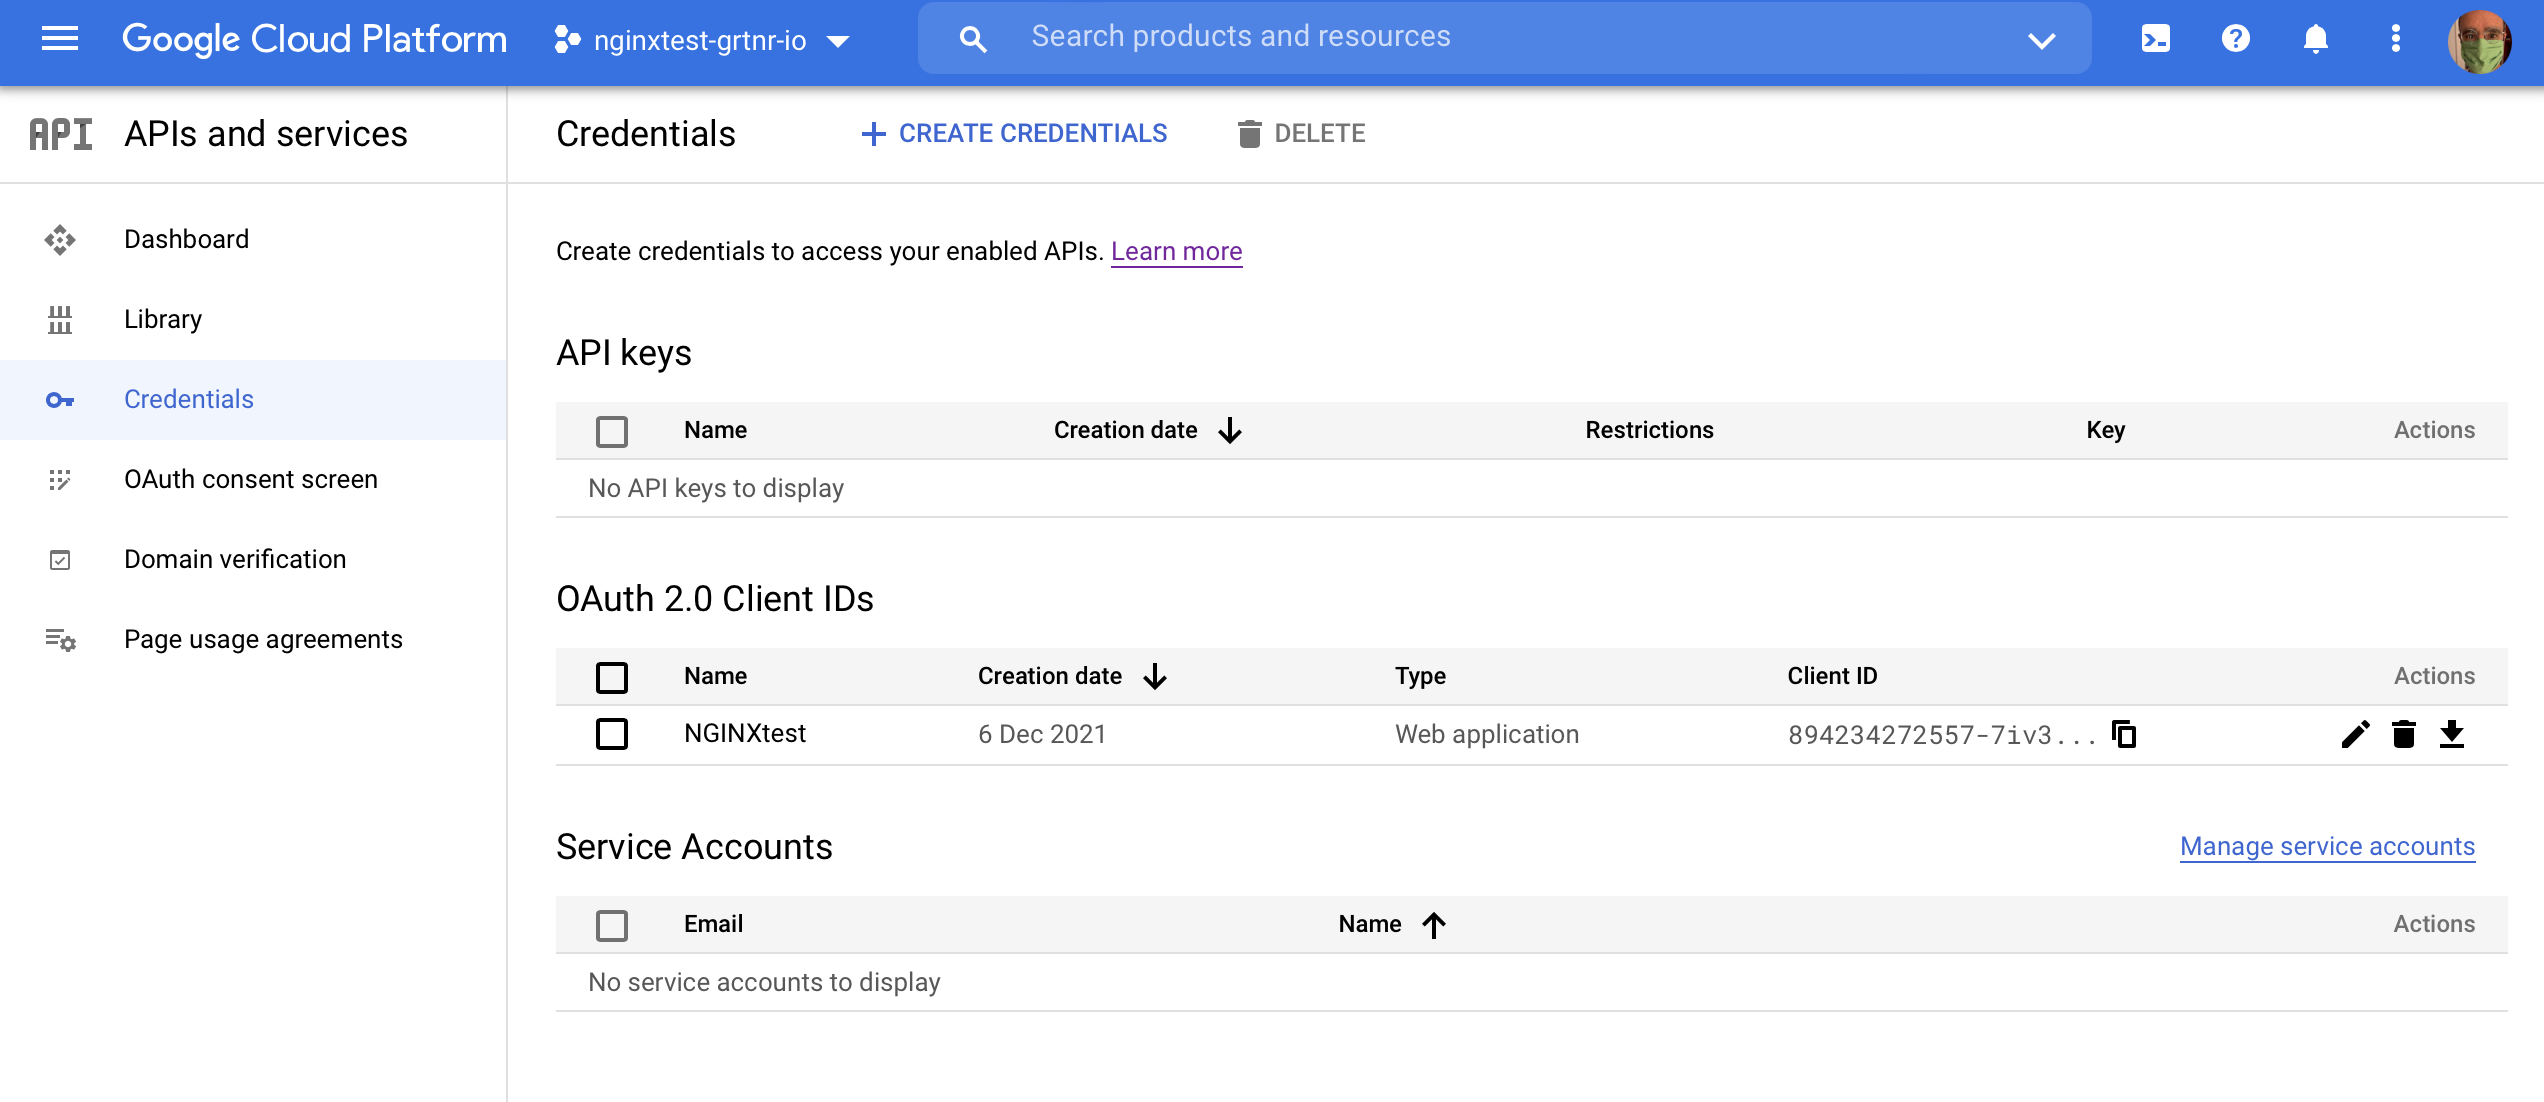 Google Cloud Platform nginxtest-grtnr-io Search products and resources
API APIs and services
Dashboard
Library
Credentials
OAuth consent screen
Domain verification
Page usage agreements
Credentials CREATE CREDENTIALS DELETE
Create credentials to access your enabled APIs. Learn more
API keys
Name Creation date Restrictions Key Actions
No API keys to display
OAuth 2.0 Client IDs
Name Creation date Type Client ID Actions
NGINXtest 6 Dec 2021 Web application 894234272557-7iv3...
Service Accounts Manage service accounts
Email Name Actions
No service accounts to display